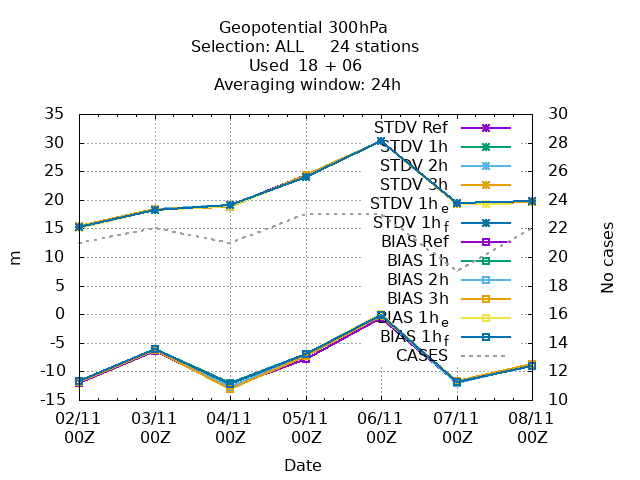 Geopotential 300hPa
Selection: ALL 24 stations
Used 18 + 06
Averaging window: 24h
35 30
30 28
25 26
20 24
15 22
10 20
5 18
0 16
-5 14
-10 12
-15 10
m
No cases
STDV Ref
STDV 1h
STDV 2h
STDV 3h
STDV 1h e
STDV 1h f
BIAS Ref
BIAS 1h
BIAS 2h
BIAS 3h
BIAS 1h e
BIAS 1h f
CASES
02/11 03/11 04/11 05/11 06/11 07/11 08/11
00Z 00Z 00Z 00Z 00Z 00Z 00Z
Date